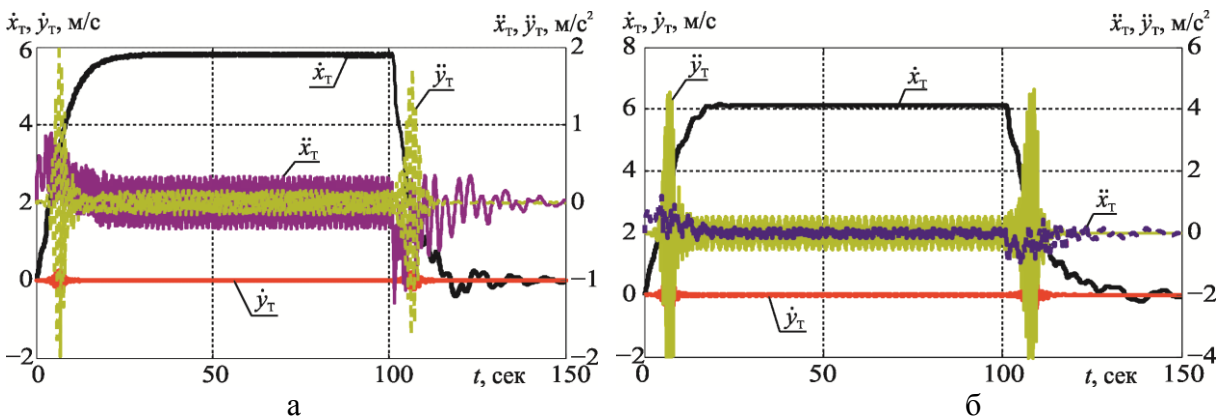 ẋт, ẏт, м/с ẍт, ÿт, м/с²
6 2
4 1
2 0
0 −1
−2 −2
0 50 100 t, сек 150
ẋт
ÿт
ẍт
ẏт
а
ẋт, ẏт, м/с ẍт, ÿт, м/с²
8 6
6 4
4 2
2 0
0 −2
−2 −4
0 50 100 t, сек 150
ÿт
ẋт
ẍт
ẏт
б